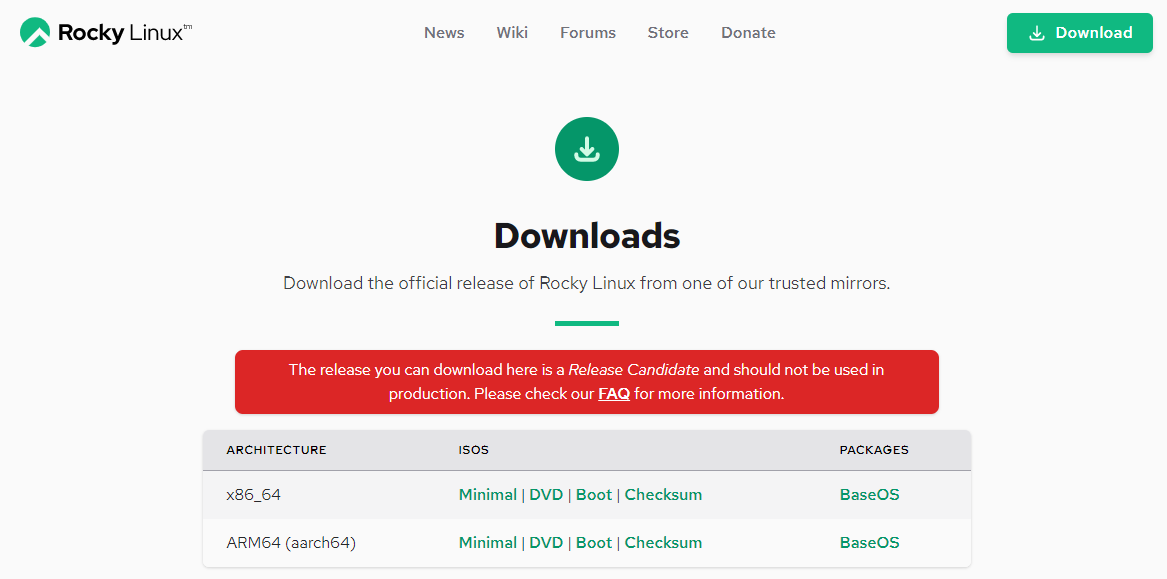 Rocky Linux™
News Wiki Forums Store Donate
Download
Downloads
Download the official release of Rocky Linux from one of our trusted mirrors.
The release you can download here is a Release Candidate and should not be used in
production. Please check our FAQ for more information.
ARCHITECTURE ISOS PACKAGES
x86_64 Minimal | DVD | Boot | Checksum BaseOS
ARM64 (aarch64) Minimal | DVD | Boot | Checksum BaseOS